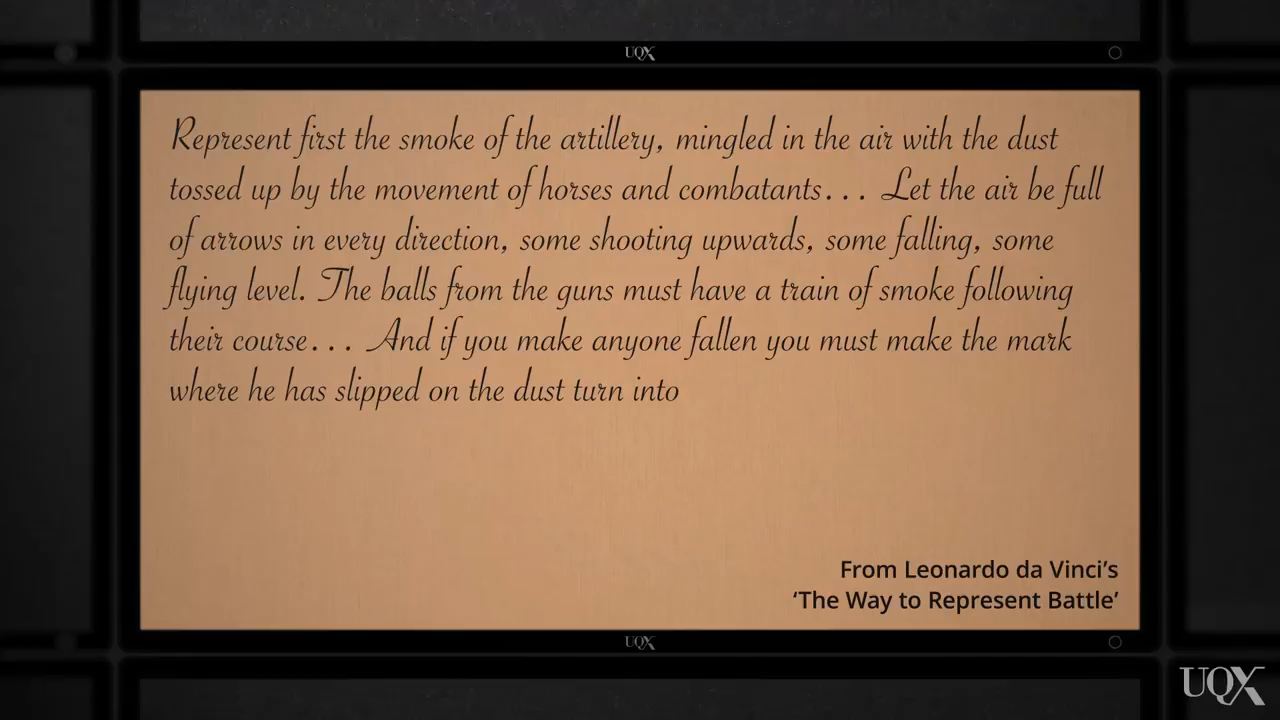 UQX
Represent first the smoke of the artillery, mingled in the air with the dust
tossed up by the movement of horses and combatants... Let the air be full
of arrows in every direction, some shooting upwards, some falling, some
flying level. The balls from the guns must have a train of smoke following
their course... And if you make anyone fallen you must make the mark
where he has slipped on the dust turn into
From Leonardo da Vinci’s
‘The Way to Represent Battle’
UQX
UQX